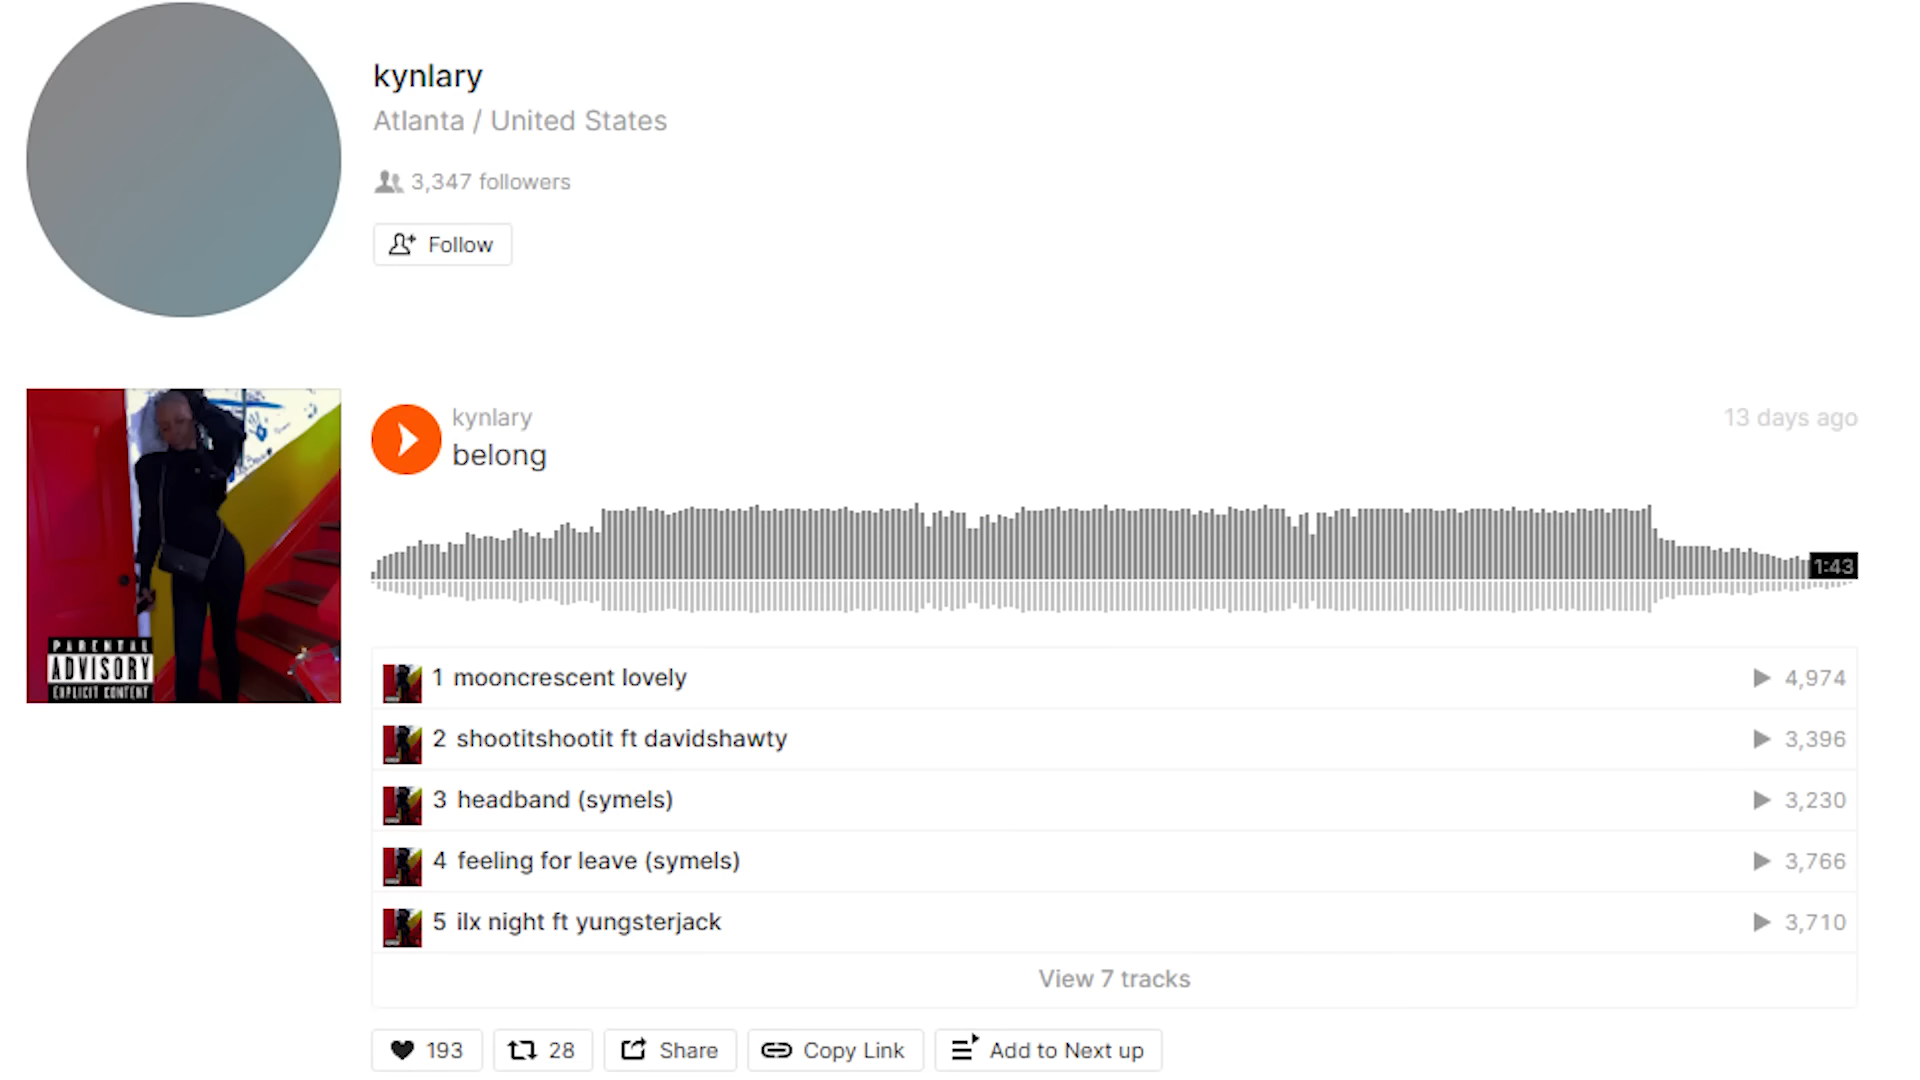 kynlary
Atlanta / United States
3,347 followers
Follow
kynlary
13 days ago
belong
1:43
PARENTAL
ADVISORY
EXPLICIT CONTENT
1 mooncrescent lovely 4,974
2 shootitshootit ft davidshawty 3,396
3 headband (symels) 3,230
4 feeling for leave (symels) 3,766
5 ilx night ft yungsterjack 3,710
View 7 tracks
193 28 Share Copy Link Add to Next up